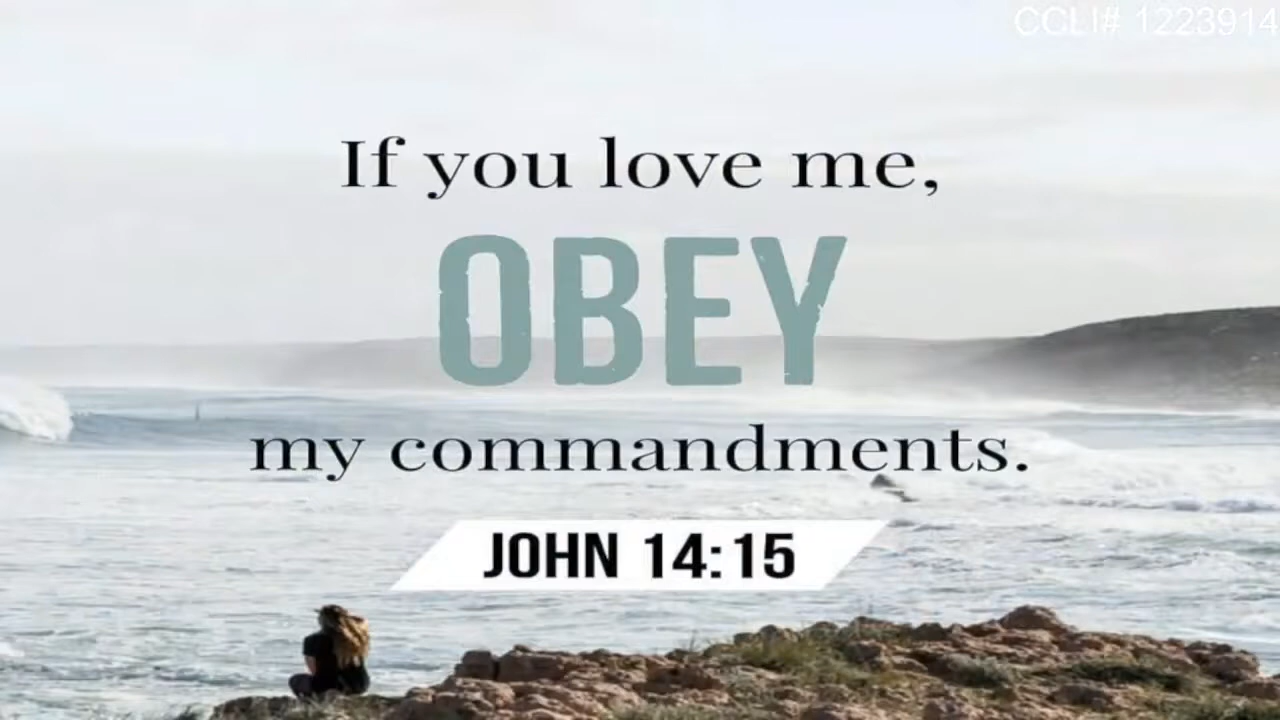 CCLI# 1223914
If you love me,
OBEY
my commandments.
JOHN 14:15